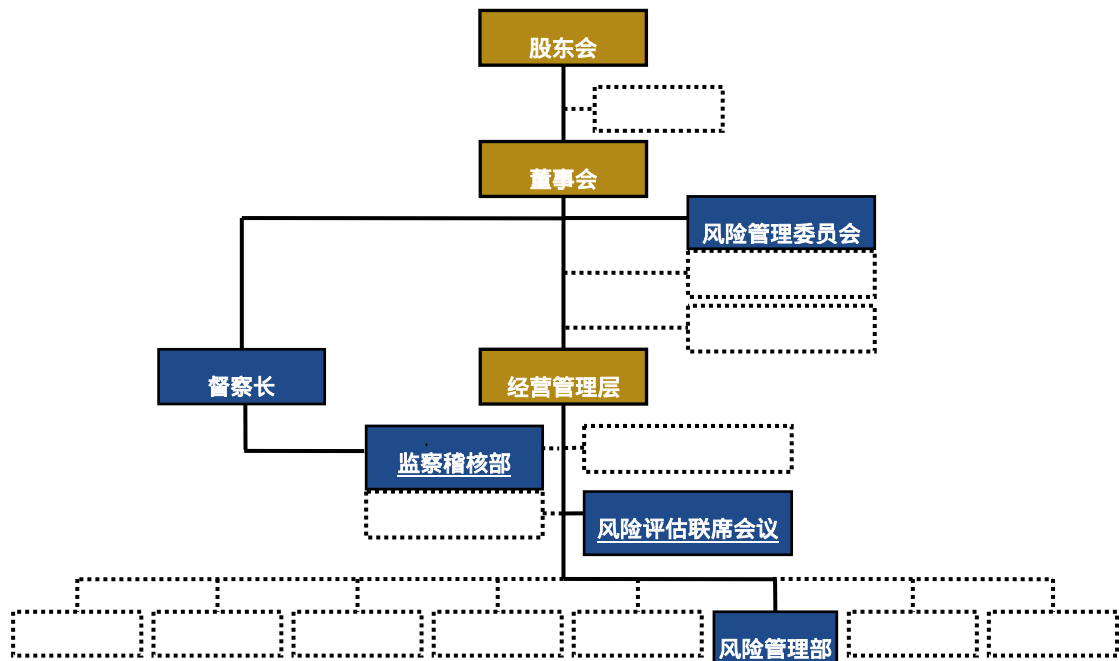 股东会
董事会
风险管理委员会
督察长
经营管理层
监察稽核部
风险评估联席会议
风险管理部